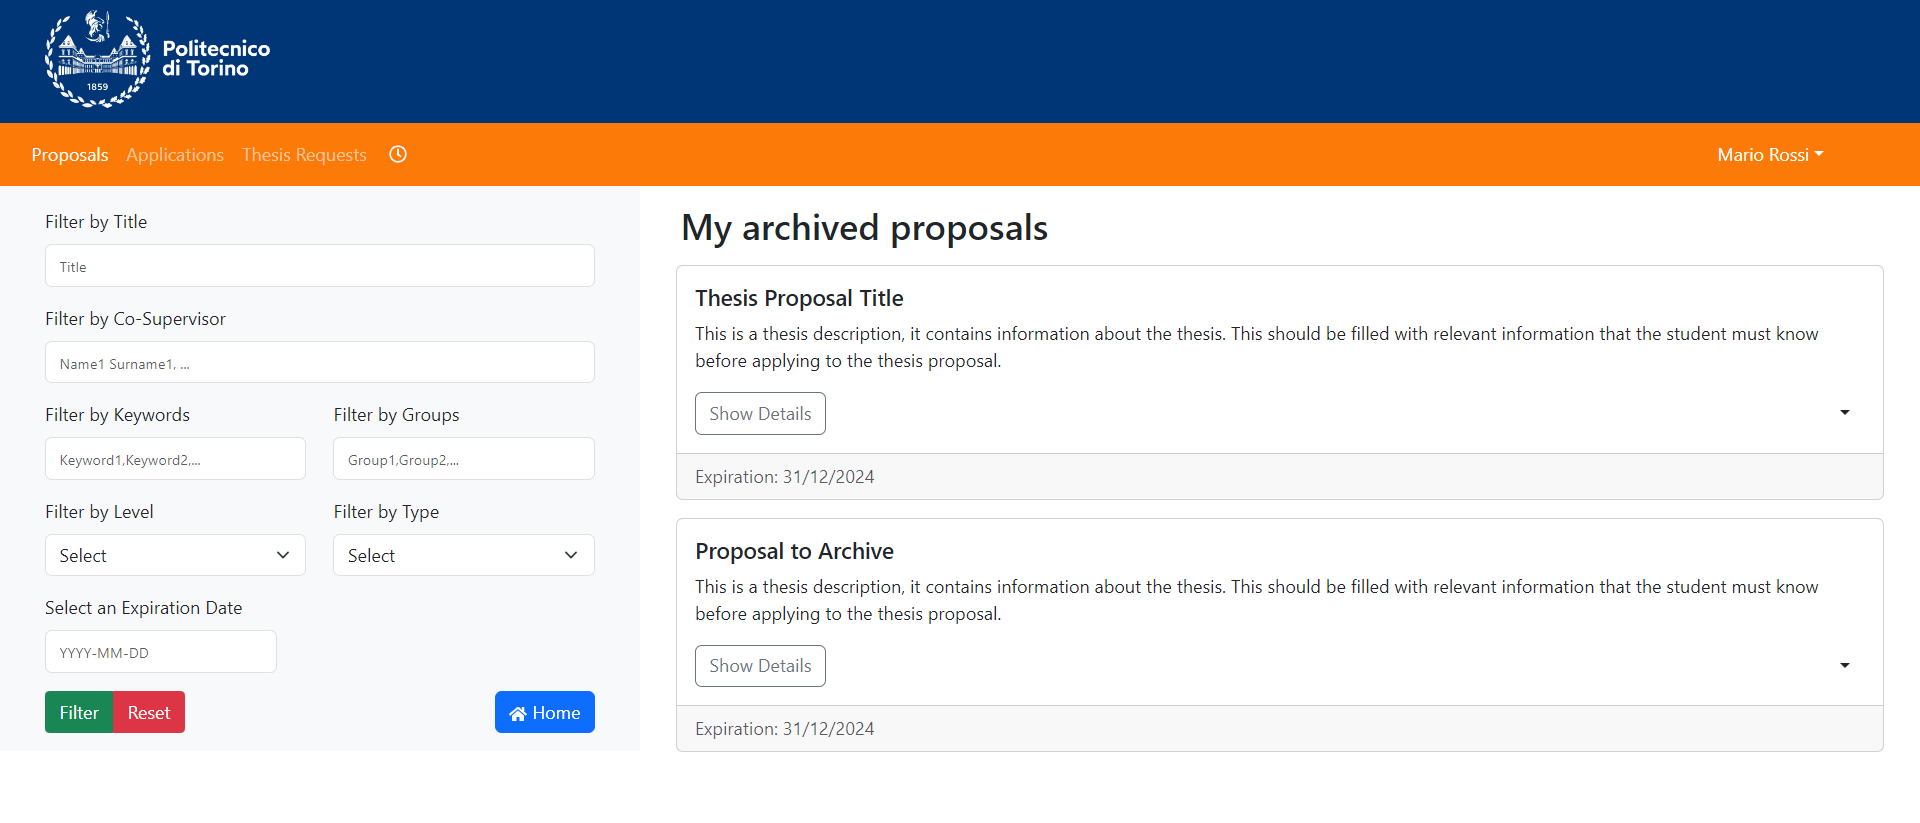 1859
Politecnico
di Torino
Proposals Applications Thesis Requests Mario Rossi
Filter by Title
Title
Filter by Co-Supervisor
Name1 Surname1, ...
Filter by Keywords Filter by Groups
Keyword1,Keyword2,... Group1,Group2,...
Filter by Level Filter by Type
Select Select
Select an Expiration Date
YYYY-MM-DD
Filter Reset Home
My archived proposals
Thesis Proposal Title
This is a thesis description, it contains information about the thesis. This should be filled with relevant information that the student must know
before applying to the thesis proposal.
Show Details
Expiration: 31/12/2024
Proposal to Archive
This is a thesis description, it contains information about the thesis. This should be filled with relevant information that the student must know
before applying to the thesis proposal.
Show Details
Expiration: 31/12/2024